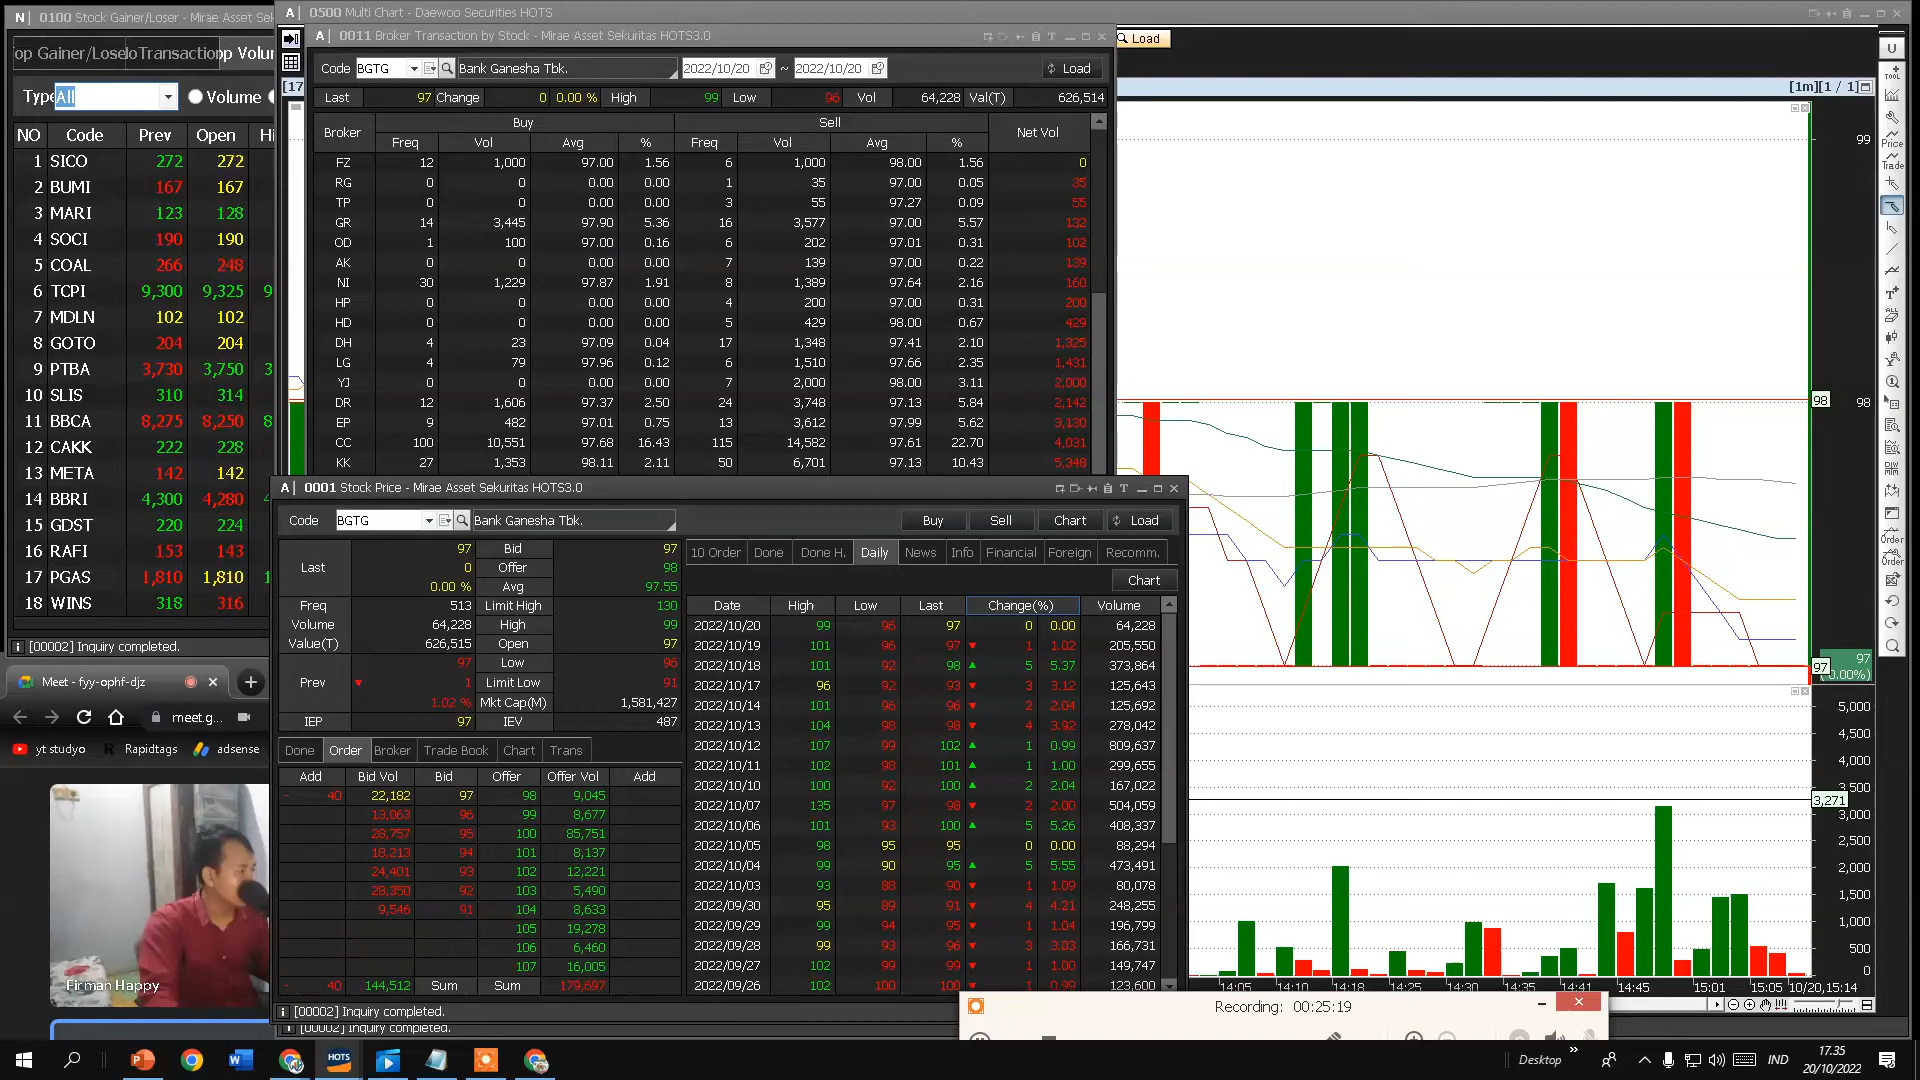 N| 0100 Stock Gainer/Loser - Mirae Asset Sek
op Gainer/Lose
loTransaction
op Volu
Type All Volume
NO Code Prev Open Hi
1 SICO 272 272
2 BUMI 167 167
3 MARI 123 128
4 SOCI 190 190
5 COAL 266 248
6 TCPI 9,300 9,325 9
7 MDLN 102 102
8 GOTO 204 204
9 PTBA 3,730 3,750 3
10 SLIS 310 314
11 BBCA 8,275 8,250 8
12 CAKK 222 228
13 META 142 142
14 BBRI 4,300 4,280 4
15 GDST 220 224
16 RAFI 153 143
17 PGAS 1,810 1,810 1
18 WINS 318 316
[00002] Inquiry completed.
A| 0500 Multi Chart - Daewoo Securities HOTS
A| 0011 Broker Transaction by Stock - Mirae Asset Sekuritas HOTS3.0
Load
[17
Code BGTG Bank Ganesha Tbk. 2022/10/20 ~ 2022/10/20 Load
Last 97 Change 0 0.00 % High 99 Low 96 Vol 64,228 Val(T) 626,514
Broker Buy Sell Net Vol
Freq Vol Avg % Freq Vol Avg %
FZ 12 1,000 97.00 1.56 6 1,000 98.00 1.56 0
RG 0 0 0.00 0.00 1 35 97.00 0.05 35
TP 0 0 0.00 0.00 3 55 97.27 0.09 55
GR 14 3,445 97.90 5.36 16 3,577 97.00 5.57 132
OD 1 100 97.00 0.16 6 202 97.01 0.31 102
AK 0 0 0.00 0.00 7 139 97.00 0.22 139
NI 30 1,229 97.87 1.91 8 1,389 97.64 2.16 160
HP 0 0 0.00 0.00 4 200 97.00 0.31 200
HD 0 0 0.00 0.00 5 429 98.00 0.67 429
DH 4 23 97.09 0.04 17 1,348 97.41 2.10 1,325
LG 4 79 97.96 0.12 6 1,510 97.66 2.35 1,431
YJ 0 0 0.00 0.00 7 2,000 98.00 3.11 2,000
DR 12 1,606 97.37 2.50 24 3,748 97.13 5.84 2,142
EP 9 482 97.01 0.75 13 3,612 97.99 5.62 3,130
CC 100 10,551 97.68 16.43 115 14,582 97.61 22.70 4,031
KK 27 1,353 98.11 2.11 50 6,701 97.13 10.43 5,348
A| 0001 Stock Price - Mirae Asset Sekuritas HOTS3.0
Code BGTG Bank Ganesha Tbk. Buy Sell Chart Load
Last 97 Bid 97
0 Offer 98
0.00 % Avg 97.55
Freq 513 Limit High 130
Volume 64,228 High 99
Value(T) 626,515 Open 97
Prev 97 Low 96
1 Limit Low 91
1.02 % Mkt Cap(M) 1,581,427
IEP 97 IEV 487
Done Order Broker Trade Book Chart Trans
Add Bid Vol Bid Offer Offer Vol Add
- 40 22,182 97 98 9,045
13,063 96 99 8,677
28,757 95 100 85,751
18,213 94 101 8,137
24,401 93 102 12,221
28,350 92 103 5,490
9,546 91 104 8,633
105 19,278
106 6,460
107 16,005
- 40 144,512 Sum Sum 179,697
[00002] Inquiry completed.
[00002] Inquiry completed.
10 Order Done Done H. Daily News Info Financial Foreign Recomm.
Chart
Date High Low Last Change(%) Volume
2022/10/20 99 96 97 0 0.00 64,228
2022/10/19 101 96 97 1 1.02 205,550
2022/10/18 101 92 98 5 5.37 373,864
2022/10/17 96 92 93 3 3.12 125,643
2022/10/14 101 96 96 2 2.04 125,692
2022/10/13 104 98 98 4 3.92 278,042
2022/10/12 107 99 102 1 0.99 809,637
2022/10/11 102 98 101 1 1.00 299,655
2022/10/10 100 92 100 2 2.04 167,022
2022/10/07 135 97 98 2 2.00 504,059
2022/10/06 101 93 100 5 5.26 408,337
2022/10/05 98 95 95 0 0.00 88,294
2022/10/04 99 90 95 5 5.55 473,491
2022/10/03 93 88 90 1 1.09 80,078
2022/09/30 95 89 91 4 4.21 248,255
2022/09/29 99 94 95 1 1.04 196,799
2022/09/28 99 93 96 3 3.03 166,731
2022/09/27 102 99 99 1 1.00 149,747
2022/09/26 102 100 100 1 0.99 123,600
[1m][1 / 1]
99
98 98
97 97
0.00%)
5,000
4,500
4,000
3,500
3,271
3,000
2,500
2,000
1,500
1,000
500
0
14:05 14:10 14:18 14:25 14:30 14:35 14:41 14:45 15:01 15:05 10/20,15:14
U
TOOL
Price
Trade
Order
Order
Meet - fyy-ophf-djz
meet.g...
yt studyo Rapidtags adsense
Firman Happy
Recording: 00:25:19
HOTS
Desktop
IND
17.35
20/10/2022